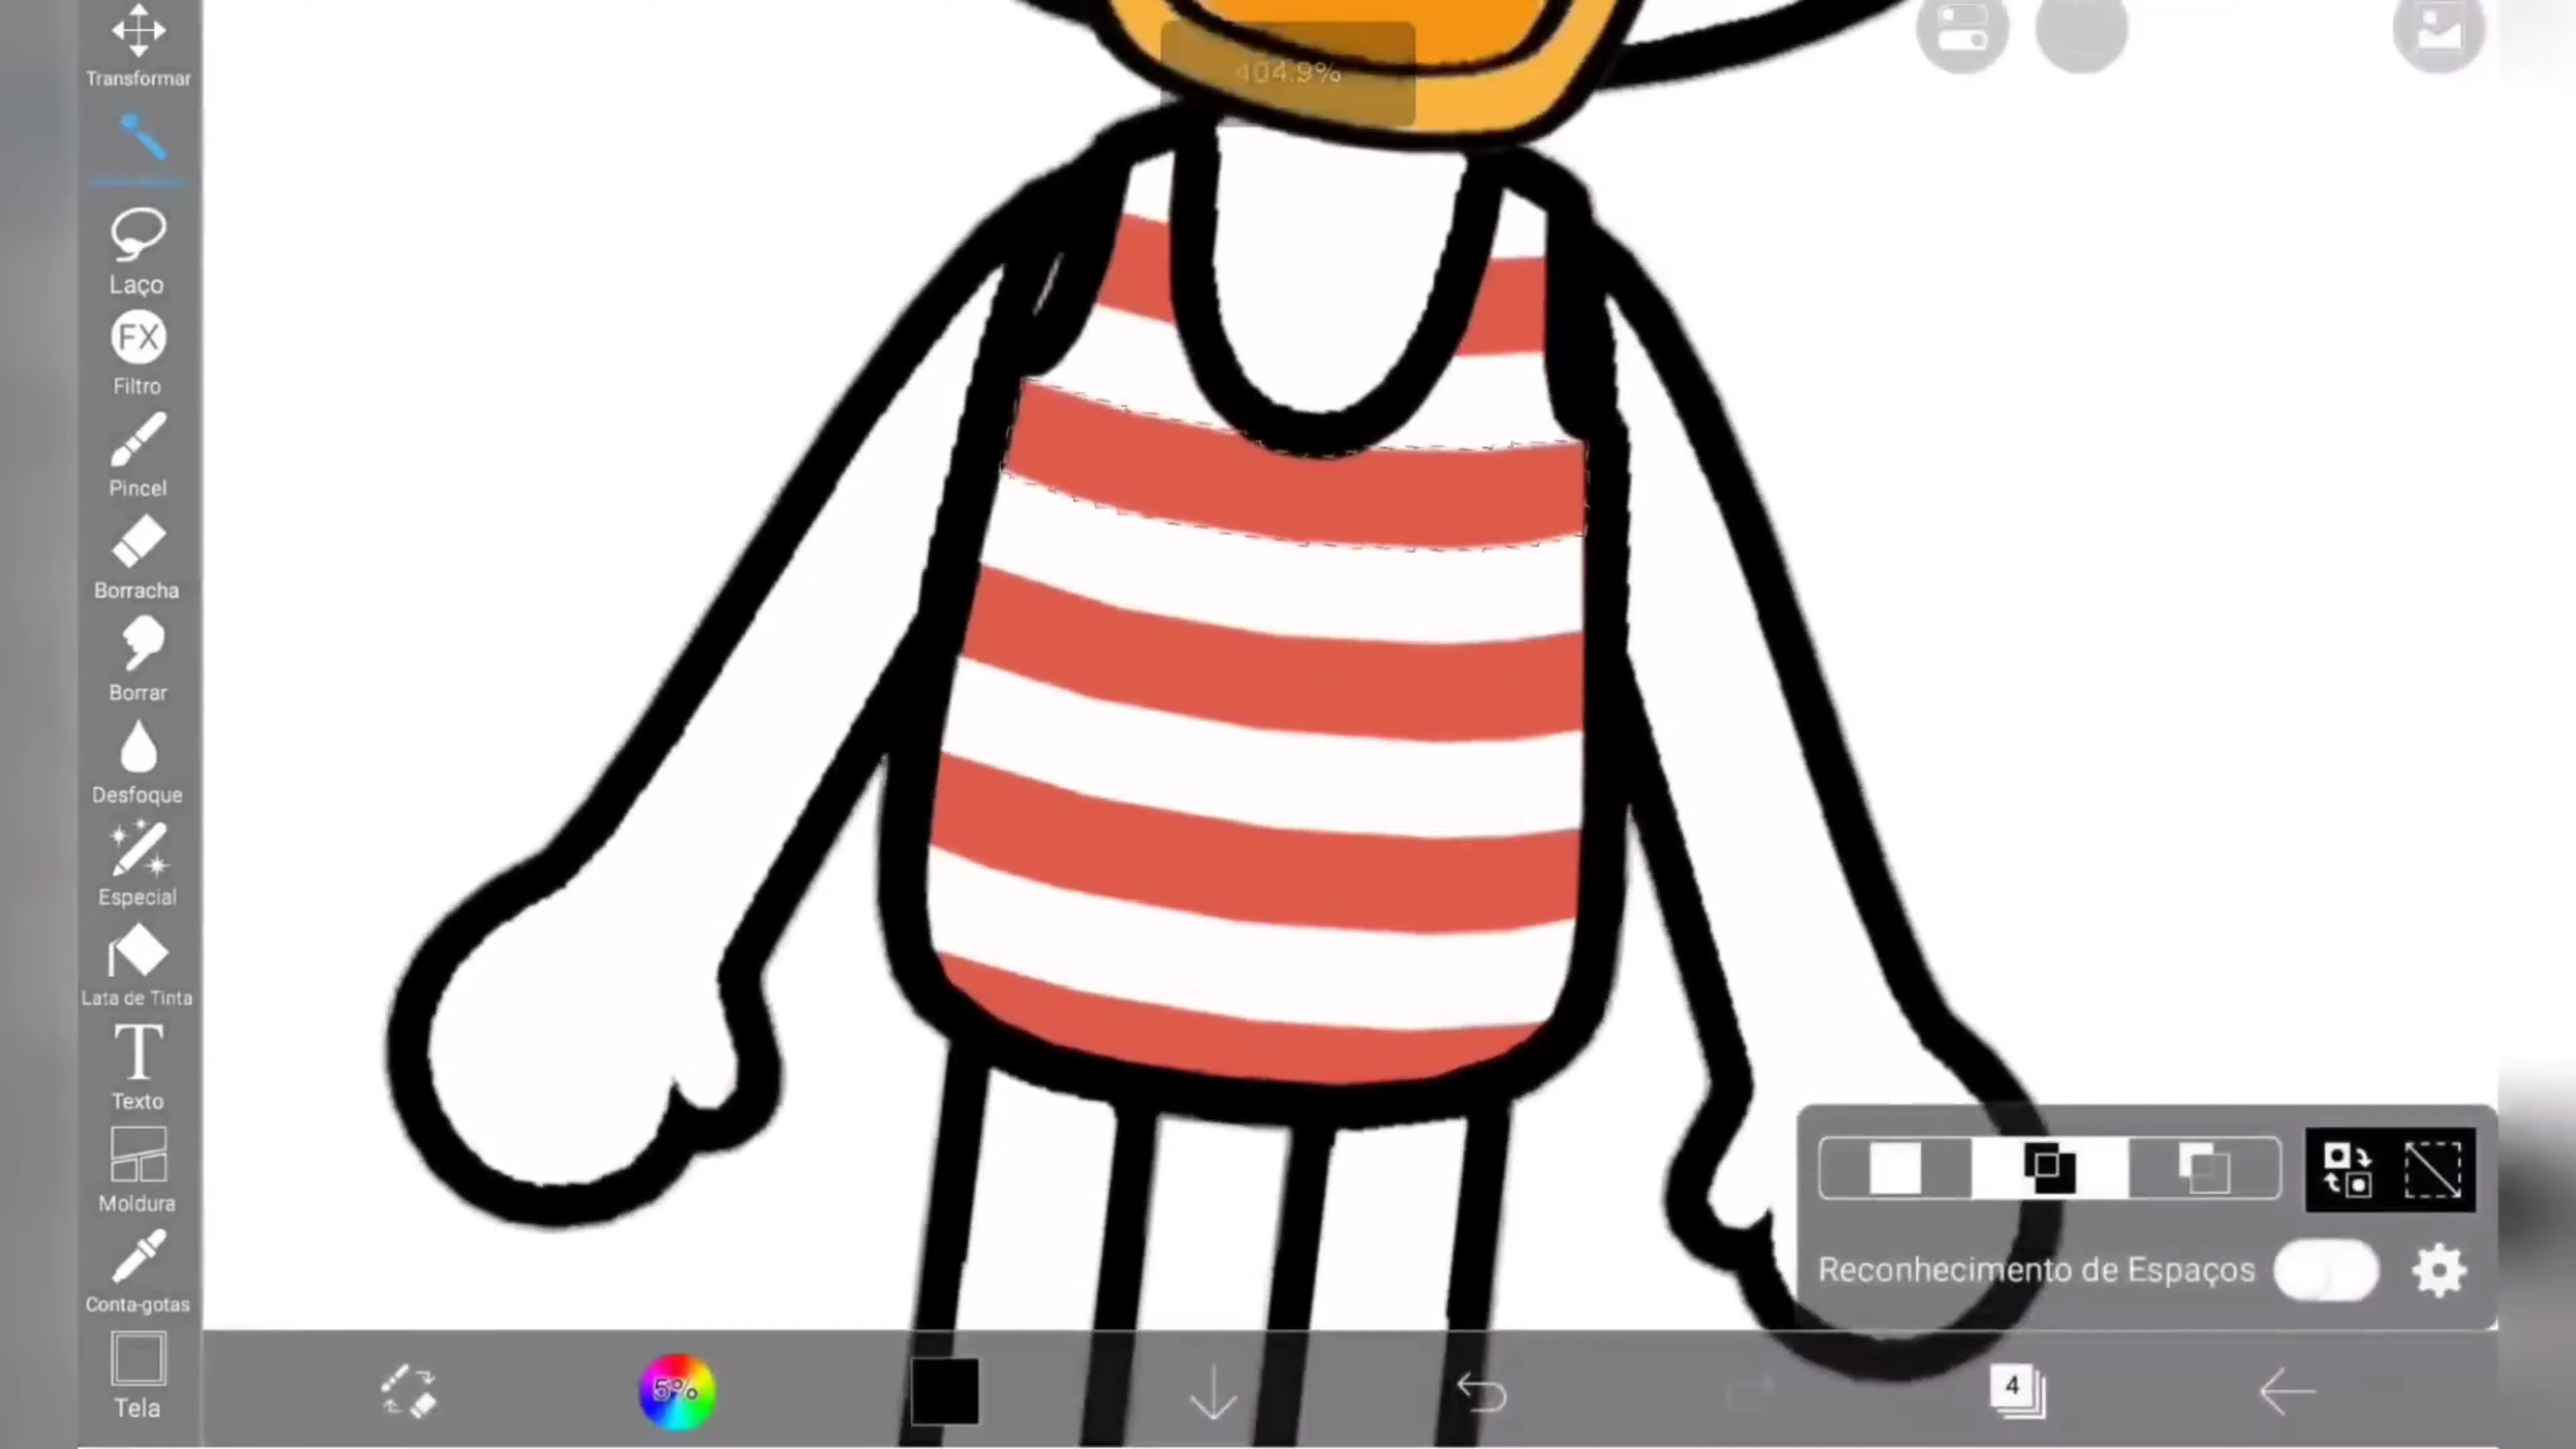 Transformar
404.9%
Laço
FX
Filtro
Pincel
Borracha
Borrar
Desfoque
Especial
Lata de Tinta
T
Texto
Moldura
Conta-gotas
Tela
Reconhecimento de Espaços
5%
4